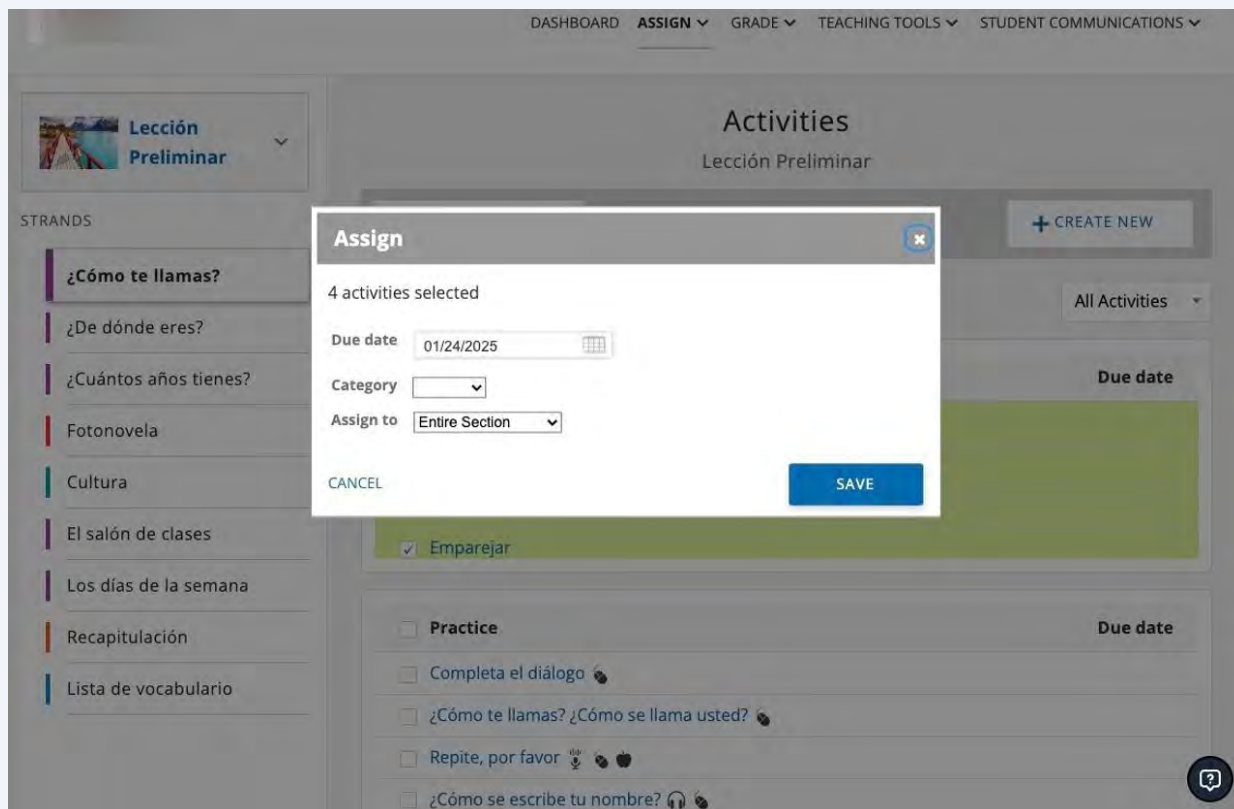 DASHBOARD ASSIGN GRADE TEACHING TOOLS STUDENT COMMUNICATIONS
Lección
Preliminar
STRANDS
¿Cómo te llamas?
¿De dónde eres?
¿Cuántos años tienes?
Fotonovela
Cultura
El salón de clases
Los días de la semana
Recapitulación
Lista de vocabulario
Activities
Lección Preliminar
+ CREATE NEW
All Activities
Due date
Assign
4 activities selected
Due date 01/24/2025
Category
Assign to Entire Section
CANCEL SAVE
Emparejar
Practice Due date
Completa el diálogo
¿Cómo te llamas? ¿Cómo se llama usted?
Repite, por favor
¿Cómo se escribe tu nombre?